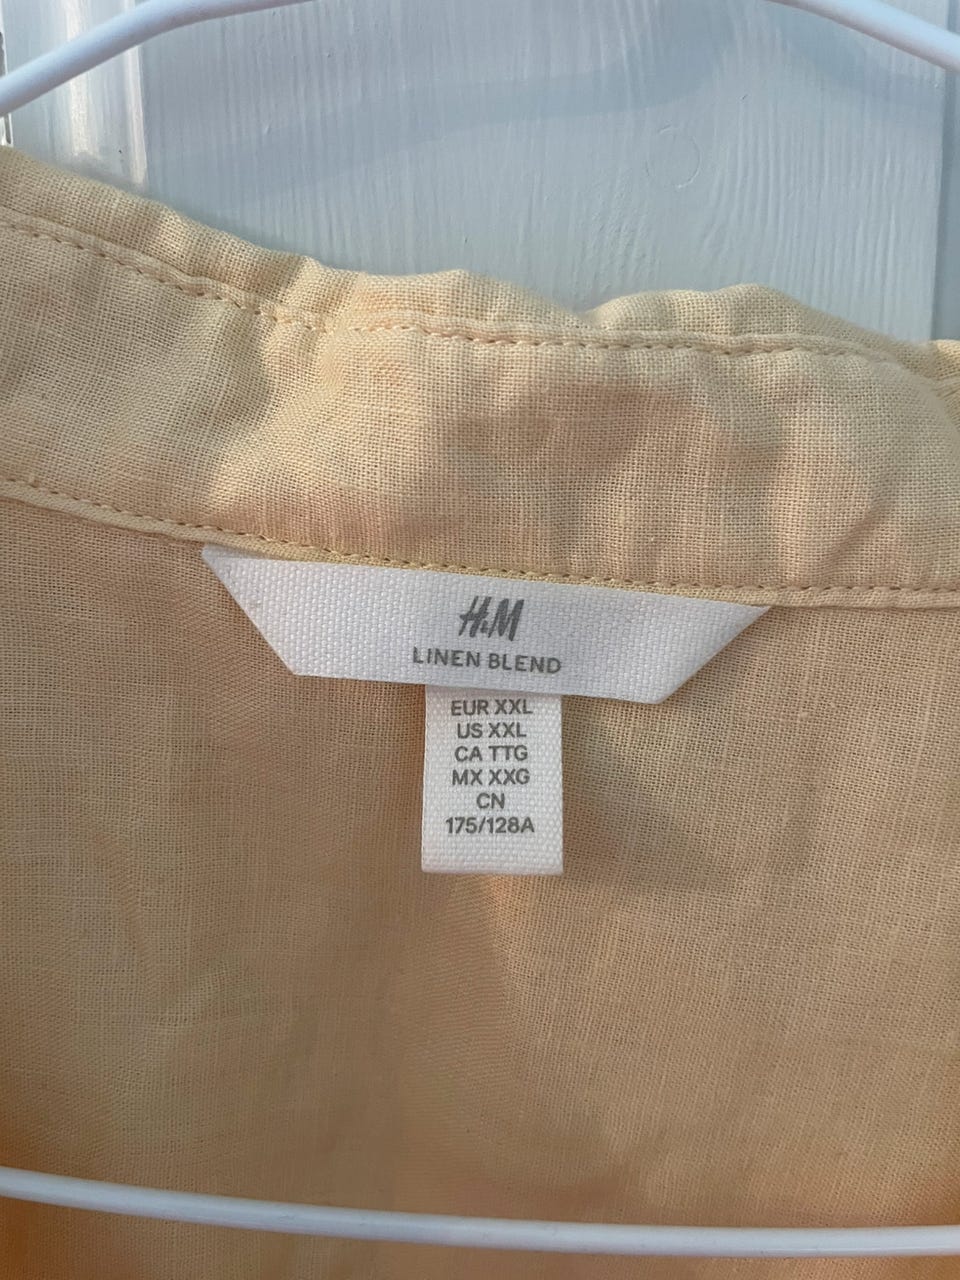 H&M
LINEN BLEND
EUR XXL
US XXL
CA TTG
MX XXG
CN
175/128A